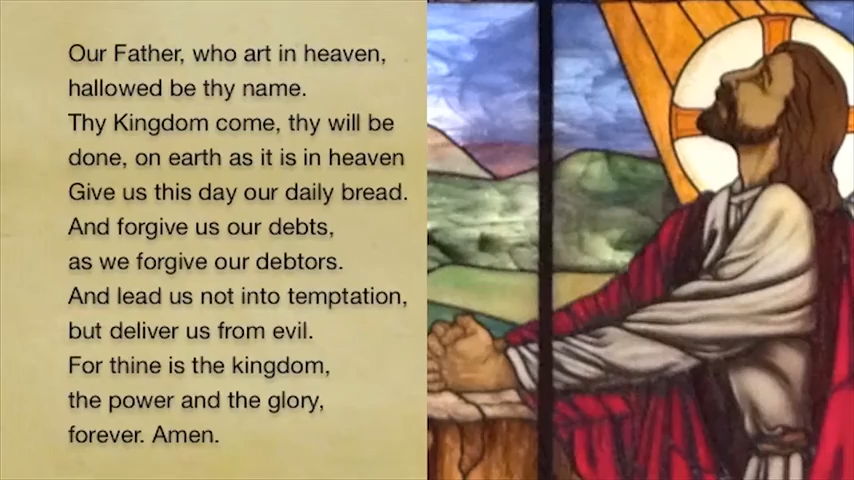 Our Father, who art in heaven,
hallowed be thy name.
Thy Kingdom come, thy will be
done, on earth as it is in heaven
Give us this day our daily bread.
And forgive us our debts,
as we forgive our debtors.
And lead us not into temptation,
but deliver us from evil.
For thine is the kingdom,
the power and the glory,
forever. Amen.